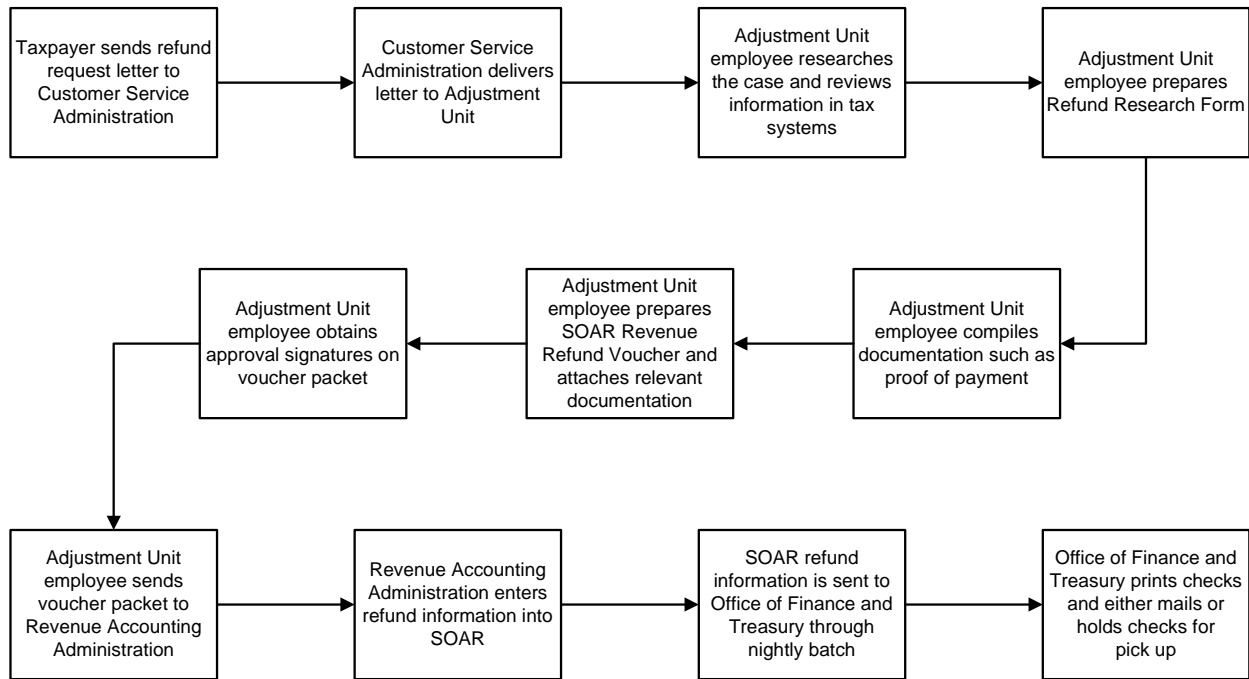 Taxpayer sends refund
request letter to
Customer Service
Administration
Customer Service
Administration delivers
letter to Adjustment
Unit
Adjustment Unit
employee researches
the case and reviews
information in tax
systems
Adjustment Unit
employee prepares
Refund Research Form
Adjustment Unit
employee compiles
documentation such as
proof of payment
Adjustment Unit
employee prepares
SOAR Revenue
Refund Voucher and
attaches relevant
documentation
Adjustment Unit
employee obtains
approval signatures on
voucher packet
Adjustment Unit
employee sends
voucher packet to
Revenue Accounting
Administration
Revenue Accounting
Administration enters
refund information into
SOAR
SOAR refund
information is sent to
Office of Finance and
Treasury through
nightly batch
Office of Finance and
Treasury prints checks
and either mails or
holds checks for
pick up